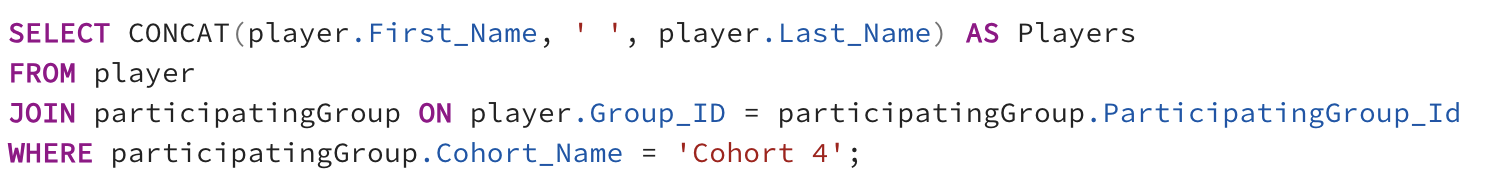 SELECT CONCAT(player.First_Name, ' ', player.Last_Name) AS Players
FROM player
JOIN participatingGroup ON player.Group_ID = participatingGroup.ParticipatingGroup_Id
WHERE participatingGroup.Cohort_Name = 'Cohort 4';